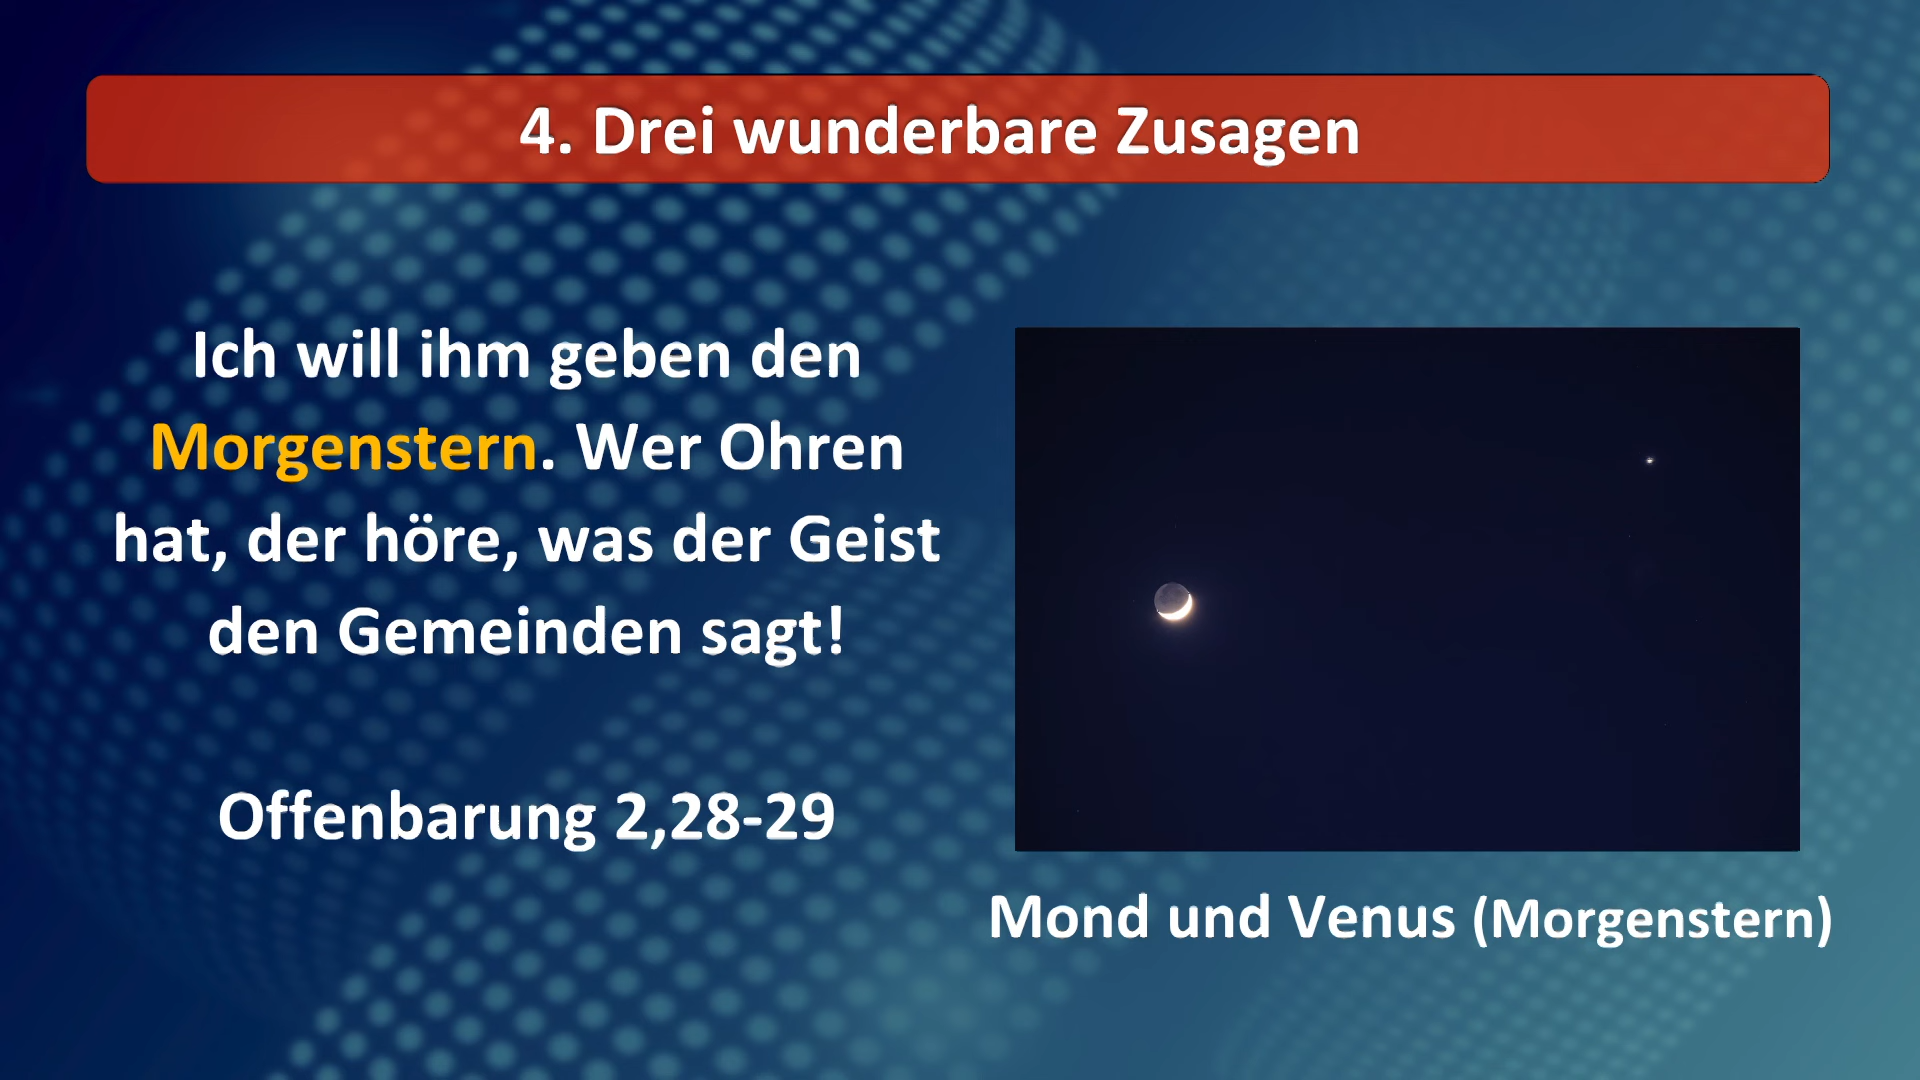 4. Drei wunderbare Zusagen
Ich will ihm geben den
Morgenstern. Wer Ohren
hat, der höre, was der Geist
den Gemeinden sagt!
Offenbarung 2,28-29
Mond und Venus (Morgenstern)